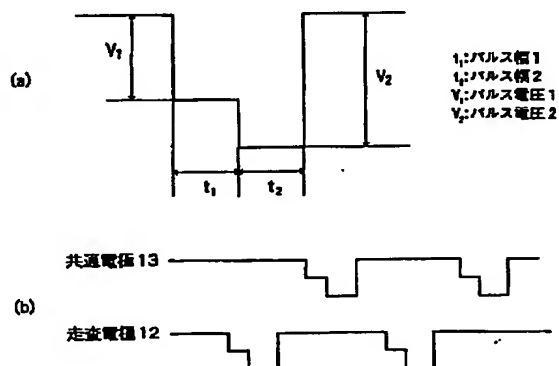 (a)
V₁
V₂
t₁
t₂
t₁:パルス幅1
t₂:パルス幅2
V₁:パルス電圧1
V₂:パルス電圧2
(b)
共通電極13
走査電極12